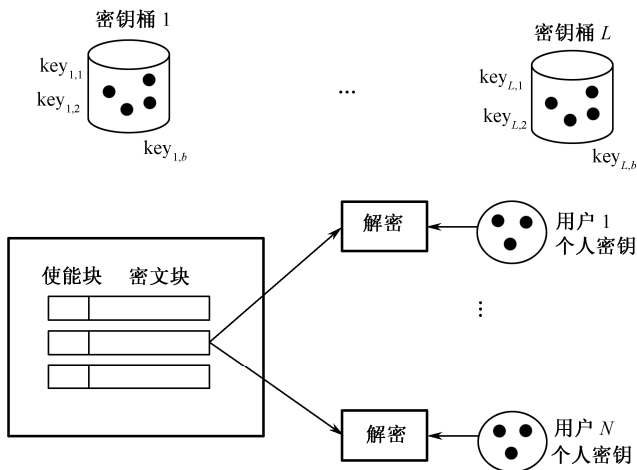 密钥桶 1
密钥桶 L
key1,1
key1,2
key1,b
...
keyL,1
keyL,2
keyL,b
使能块 密文块
解密
用户 1
个人密钥
⋮
解密
用户 N
个人密钥